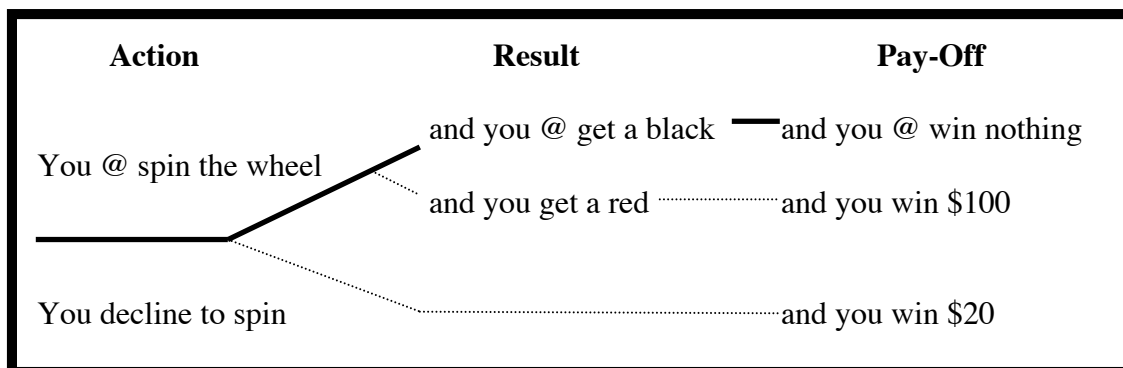 Action Result Pay-Off
and you @ get a black and you @ win nothing
You @ spin the wheel
and you get a red and you win $100
You decline to spin and you win $20